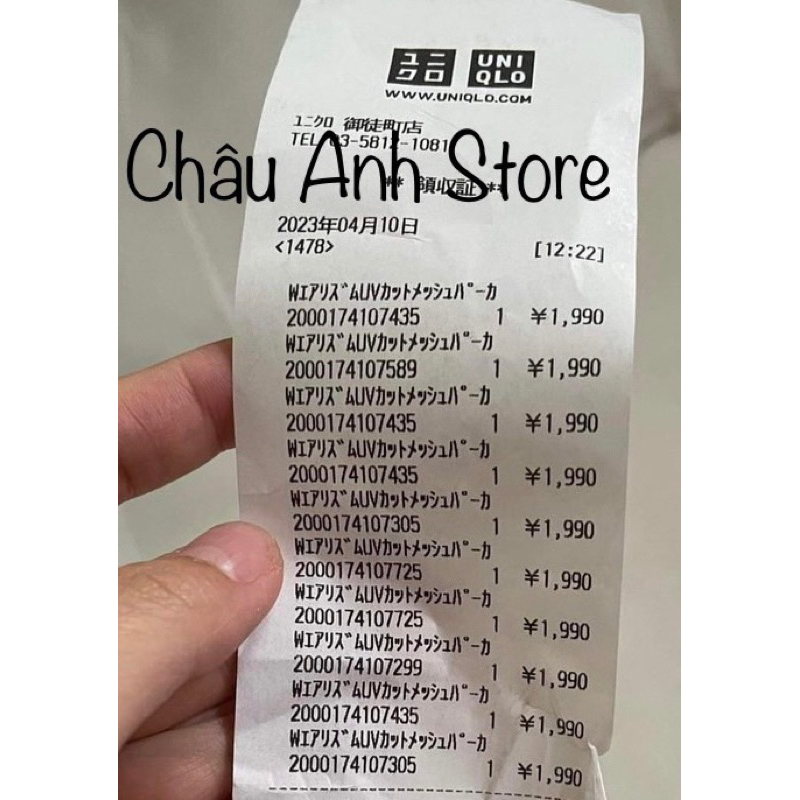 ユニ UNI
クロ QLO
WWW.UNIQLO.COM
ユニクロ 御徒町店
TEL 03-5812-1081
Châu Anh Store
** 領収証 **
2023年04月10日
<1478> [12:22]
WエアリズムUVカットメッシュパーカ
2000174107435 1 ¥1,990
WエアリズムUVカットメッシュパーカ
2000174107589 1 ¥1,990
WエアリズムUVカットメッシュパーカ
2000174107435 1 ¥1,990
WエアリズムUVカットメッシュパーカ
2000174107435 1 ¥1,990
WエアリズムUVカットメッシュパーカ
2000174107305 1 ¥1,990
WエアリズムUVカットメッシュパーカ
2000174107725 1 ¥1,990
WエアリズムUVカットメッシュパーカ
2000174107725 1 ¥1,990
WエアリズムUVカットメッシュパーカ
2000174107299 1 ¥1,990
WエアリズムUVカットメッシュパーカ
2000174107435 1 ¥1,990
WエアリズムUVカットメッシュパーカ
2000174107305 1 ¥1,990